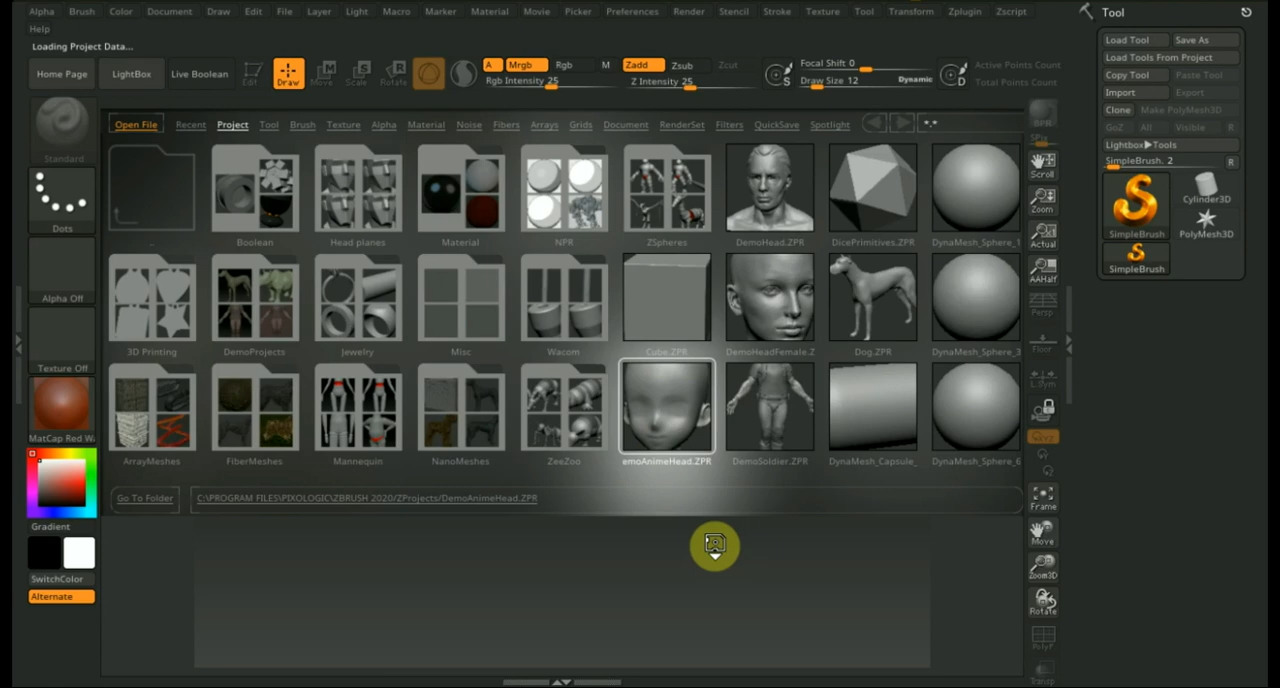 Alpha Brush Color Document Draw Edit File Layer Light Macro Marker Material Movie Picker Preferences Render Stencil Stroke Texture Tool Transform Zplugin Zscript
Help
Loading Project Data...
Home Page LightBox Live Boolean Edit Draw Move Scale Rotate
A Mrgb Rgb M Zadd Zsub Zcut
Rgb Intensity 25 Z Intensity 25
S Focal Shift 0 D Active Points Count
Draw Size 12 Dynamic Total Points Count
Open File Recent Project Tool Brush Texture Alpha Material Noise Fibers Arrays Grids Document RenderSet Filters QuickSave Spotlight
Standard
Dots
Alpha Off
Texture Off
MatCap Red Wa
Gradient
SwitchColor
Alternate
.. Boolean Head planes Material NPR ZSpheres DemoHead.ZPR DicePrimitives.ZPR DynaMesh_Sphere_1
3D Printing DemoProjects Jewelry Misc Wacom Cube.ZPR DemoHeadFemale.Z Dog.ZPR DynaMesh_Sphere_3
ArrayMeshes FiberMeshes Mannequin NanoMeshes ZeeZoo emoAnimeHead.ZPR DemoSoldier.ZPR DynaMesh_Capsule_ DynaMesh_Sphere_6
Go To Folder C:\PROGRAM FILES\PIXOLOGIC\ZBRUSH 2020/ZProjects/DemoAnimeHead.ZPR
BPR
SPix
Scroll
Zoom
Actual
AAHalf
Persp
Floor
L.Sym
Frame
Move
Zoom3D
Rotate
PolyF
Transp
Tool
Load Tool Save As
Load Tools From Project
Copy Tool Paste Tool
Import Export
Clone Make PolyMesh3D
GoZ All Visible R
Lightbox▶Tools
SimpleBrush. 2 R
SimpleBrush Cylinder3D
PolyMesh3D
SimpleBrush